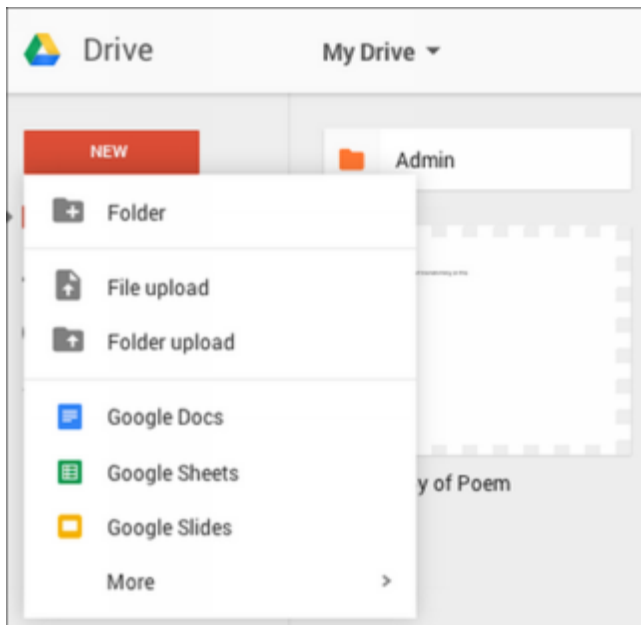 Drive
My Drive
NEW
Admin
Folder
File upload
Folder upload
Google Docs
Google Sheets
y of Poem
Google Slides
More